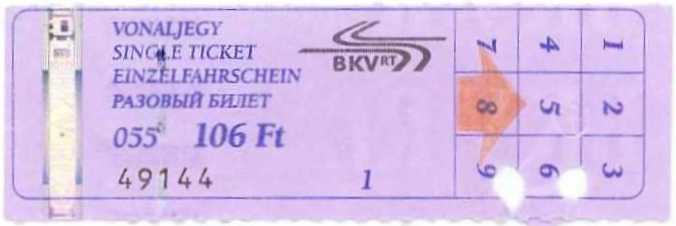 VONALJEGY
SINGLE TICKET
EINZELFAHRSCHEIN
РАЗОВЫЙ БИЛЕТ
055 106 Ft
49144 1
BKV RT
1 2 3
4 5 6
7 8 9